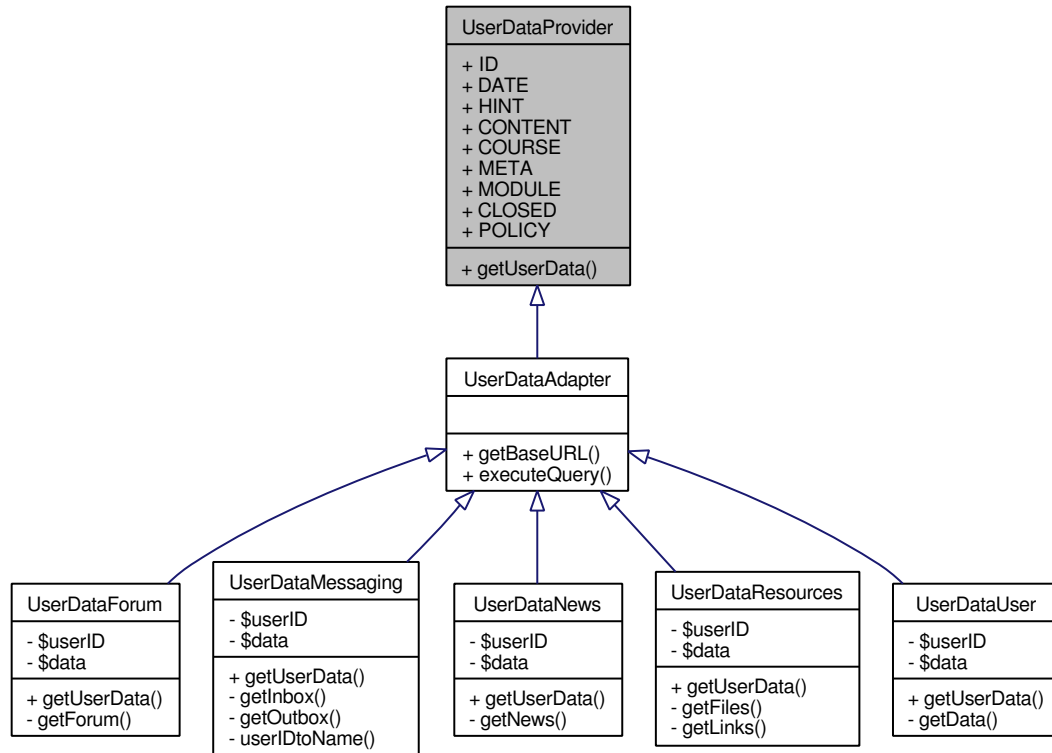 UserDataProvider
+ ID
+ DATE
+ HINT
+ CONTENT
+ COURSE
+ META
+ MODULE
+ CLOSED
+ POLICY
+ getUserData()
UserDataAdapter
+ getBaseURL()
+ executeQuery()
UserDataForum
- $userID
- $data
+ getUserData()
- getForum()
UserDataMessaging
- $userID
- $data
+ getUserData()
- getInbox()
- getOutbox()
- userIDtoName()
UserDataNews
- $userID
- $data
+ getUserData()
- getNews()
UserDataResources
- $userID
- $data
+ getUserData()
- getFiles()
- getLinks()
UserDataUser
- $userID
- $data
+ getUserData()
- getData()